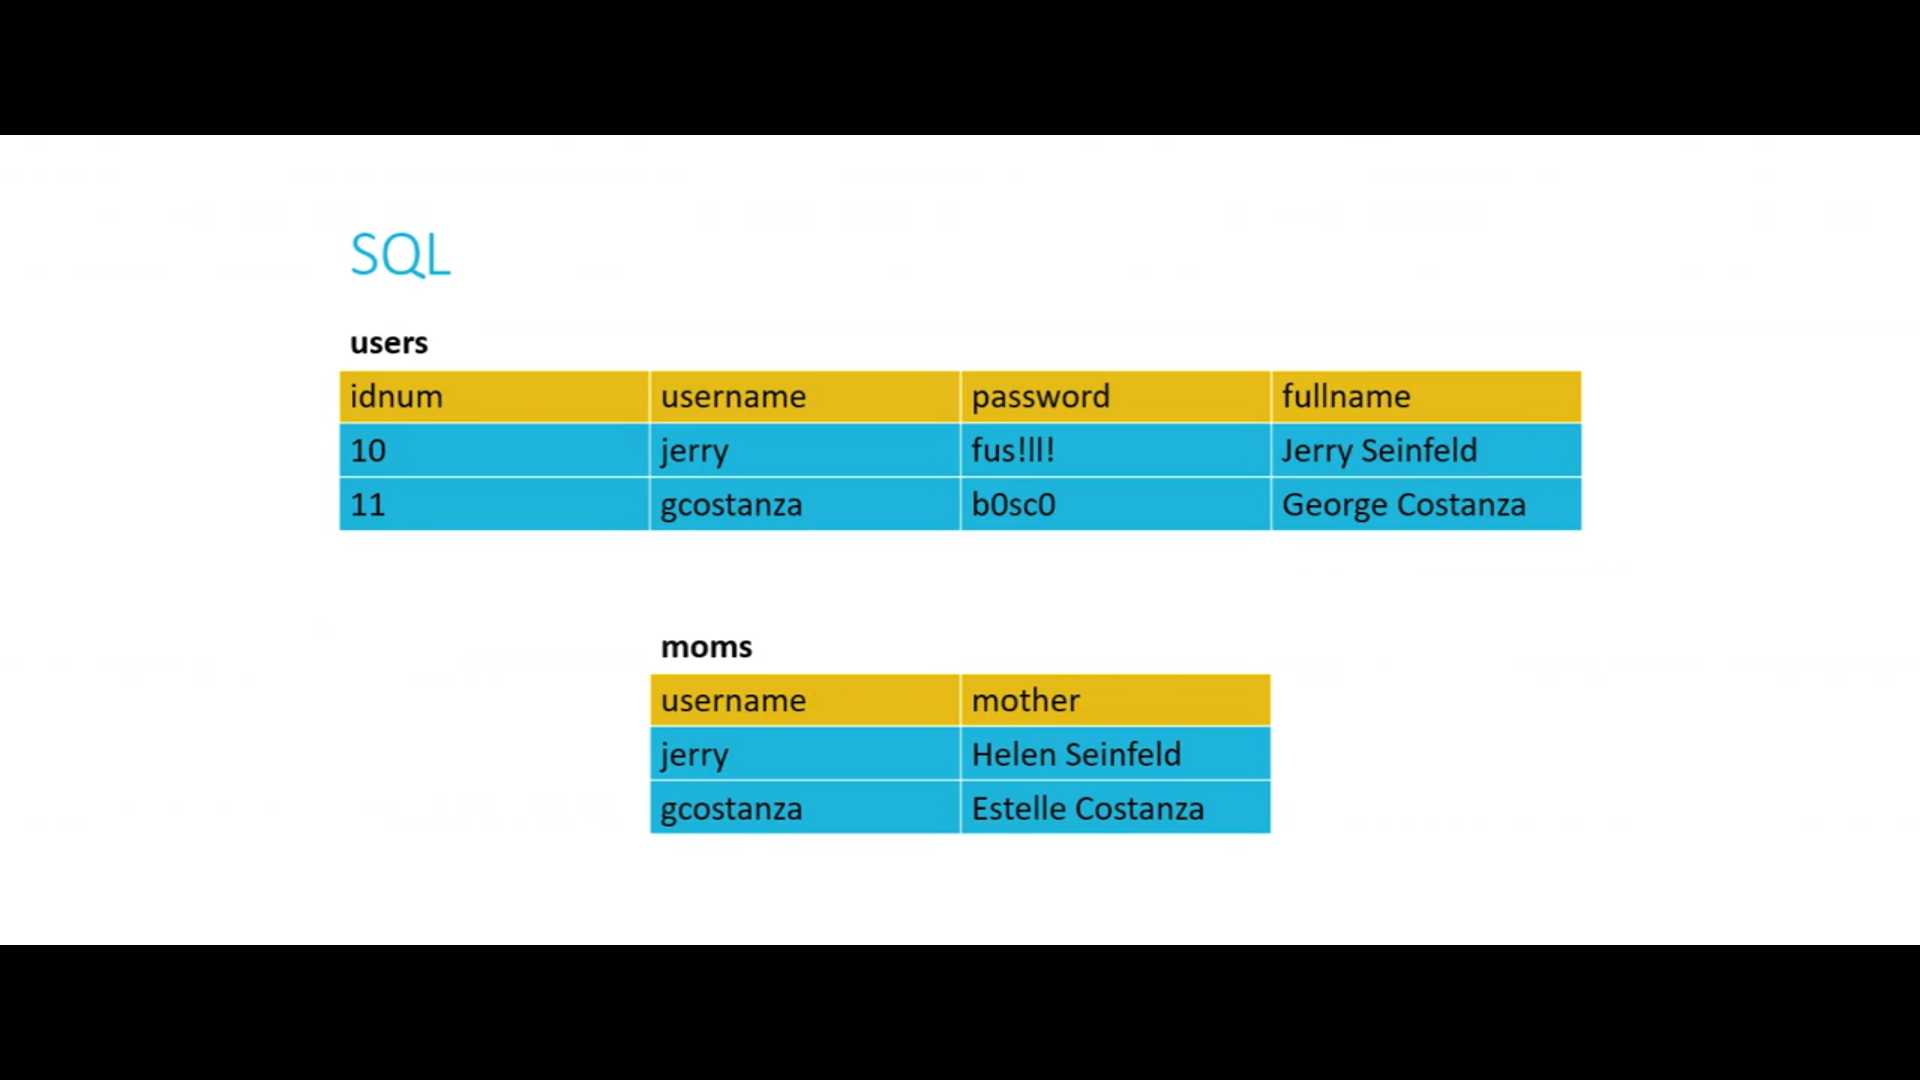 SQL
users
idnum username password fullname
10 jerry fus!ll! Jerry Seinfeld
11 gcostanza b0sc0 George Costanza
moms
username mother
jerry Helen Seinfeld
gcostanza Estelle Costanza